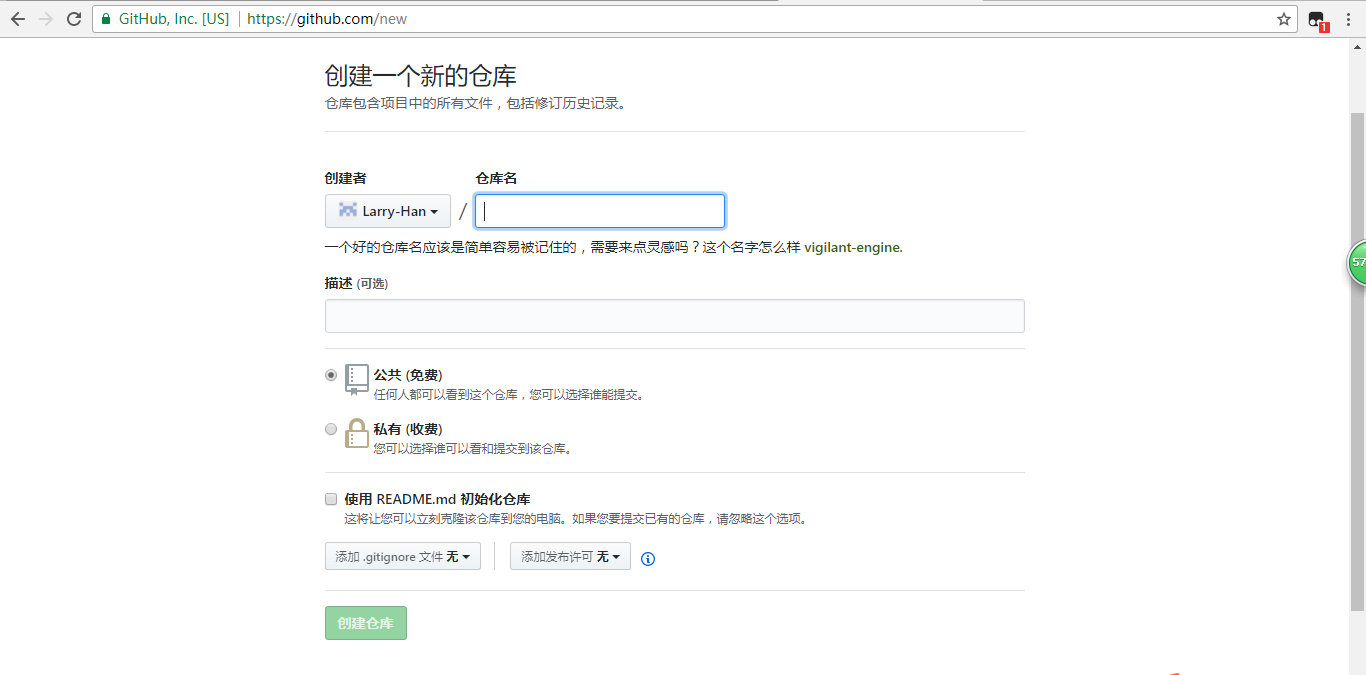 GitHub, Inc. [US] https://github.com/new
1
创建一个新的仓库
仓库包含项目中的所有文件，包括修订历史记录。
创建者 仓库名
Larry-Han /
一个好的仓库名应该是简单容易被记住的，需要来点灵感吗？这个名字怎么样 vigilant-engine.
57
描述 (可选)
公共 (免费)
任何人都可以看到这个仓库，您可以选择谁能提交。
私有 (收费)
您可以选择谁可以看和提交到该仓库。
使用 README.md 初始化仓库
这将让您可以立刻克隆该仓库到您的电脑。如果您要提交已有的仓库，请忽略这个选项。
添加 .gitignore 文件 无 添加发布许可 无
创建仓库